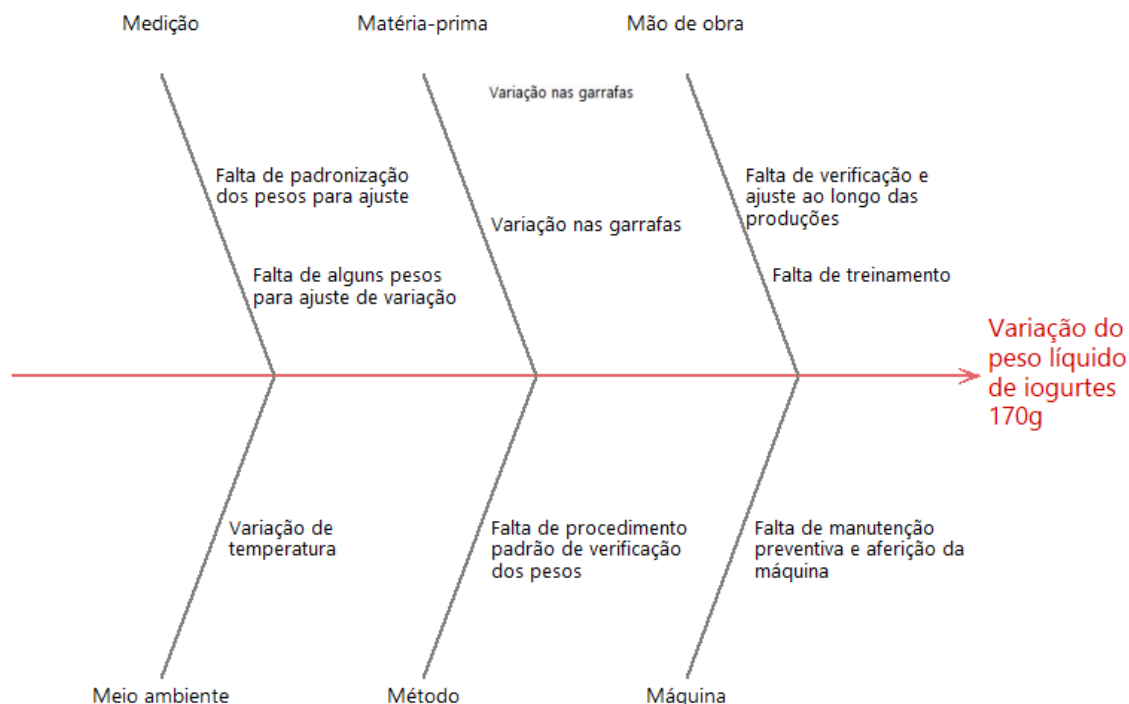 Medição
Matéria-prima
Mão de obra
Variação nas garrafas
Falta de padronização
dos pesos para ajuste
Variação nas garrafas
Falta de verificação e
ajuste ao longo das
produções
Falta de alguns pesos
para ajuste de variação
Falta de treinamento
Variação do
peso líquido
de iogurtes
170g
Variação de
temperatura
Falta de procedimento
padrão de verificação
dos pesos
Falta de manutenção
preventiva e aferição da
máquina
Meio ambiente
Método
Máquina